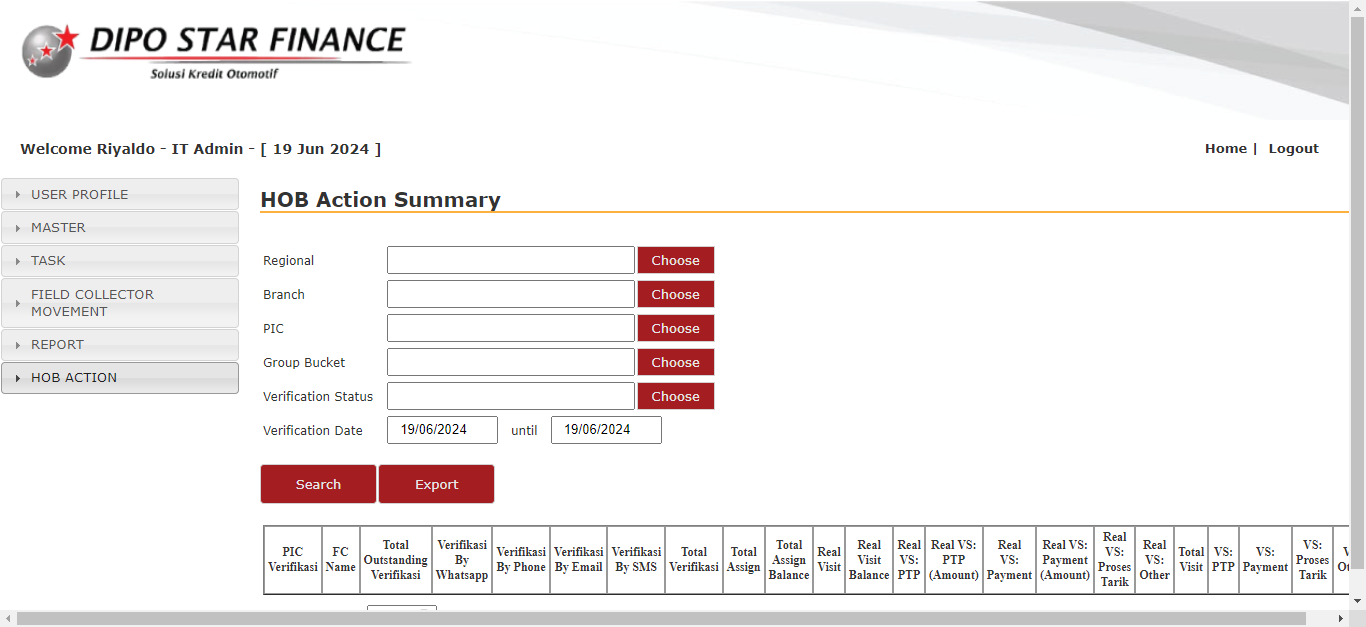 DIPO STAR FINANCE
Solusi Kredit Otomotif
Welcome Riyaldo - IT Admin - [ 19 Jun 2024 ]
Home | Logout
USER PROFILE
MASTER
TASK
FIELD COLLECTOR
MOVEMENT
REPORT
HOB ACTION
HOB Action Summary
Regional Choose
Branch Choose
PIC Choose
Group Bucket Choose
Verification Status Choose
Verification Date 19/06/2024 until 19/06/2024
Search Export
PIC Verifikasi
FC Name
Total Outstanding Verifikasi
Verifikasi By Whatsapp
Verifikasi By Phone
Verifikasi By Email
Verifikasi By SMS
Total Verifikasi
Total Assign
Total Assign Balance
Real Visit
Real Visit Balance
Real VS: PTP
Real VS: PTP (Amount)
Real VS: Payment
Real VS: Payment (Amount)
Real VS: Proses Tarik
Real VS: Other
Total Visit
VS: PTP
VS: Payment
VS: Proses Tarik